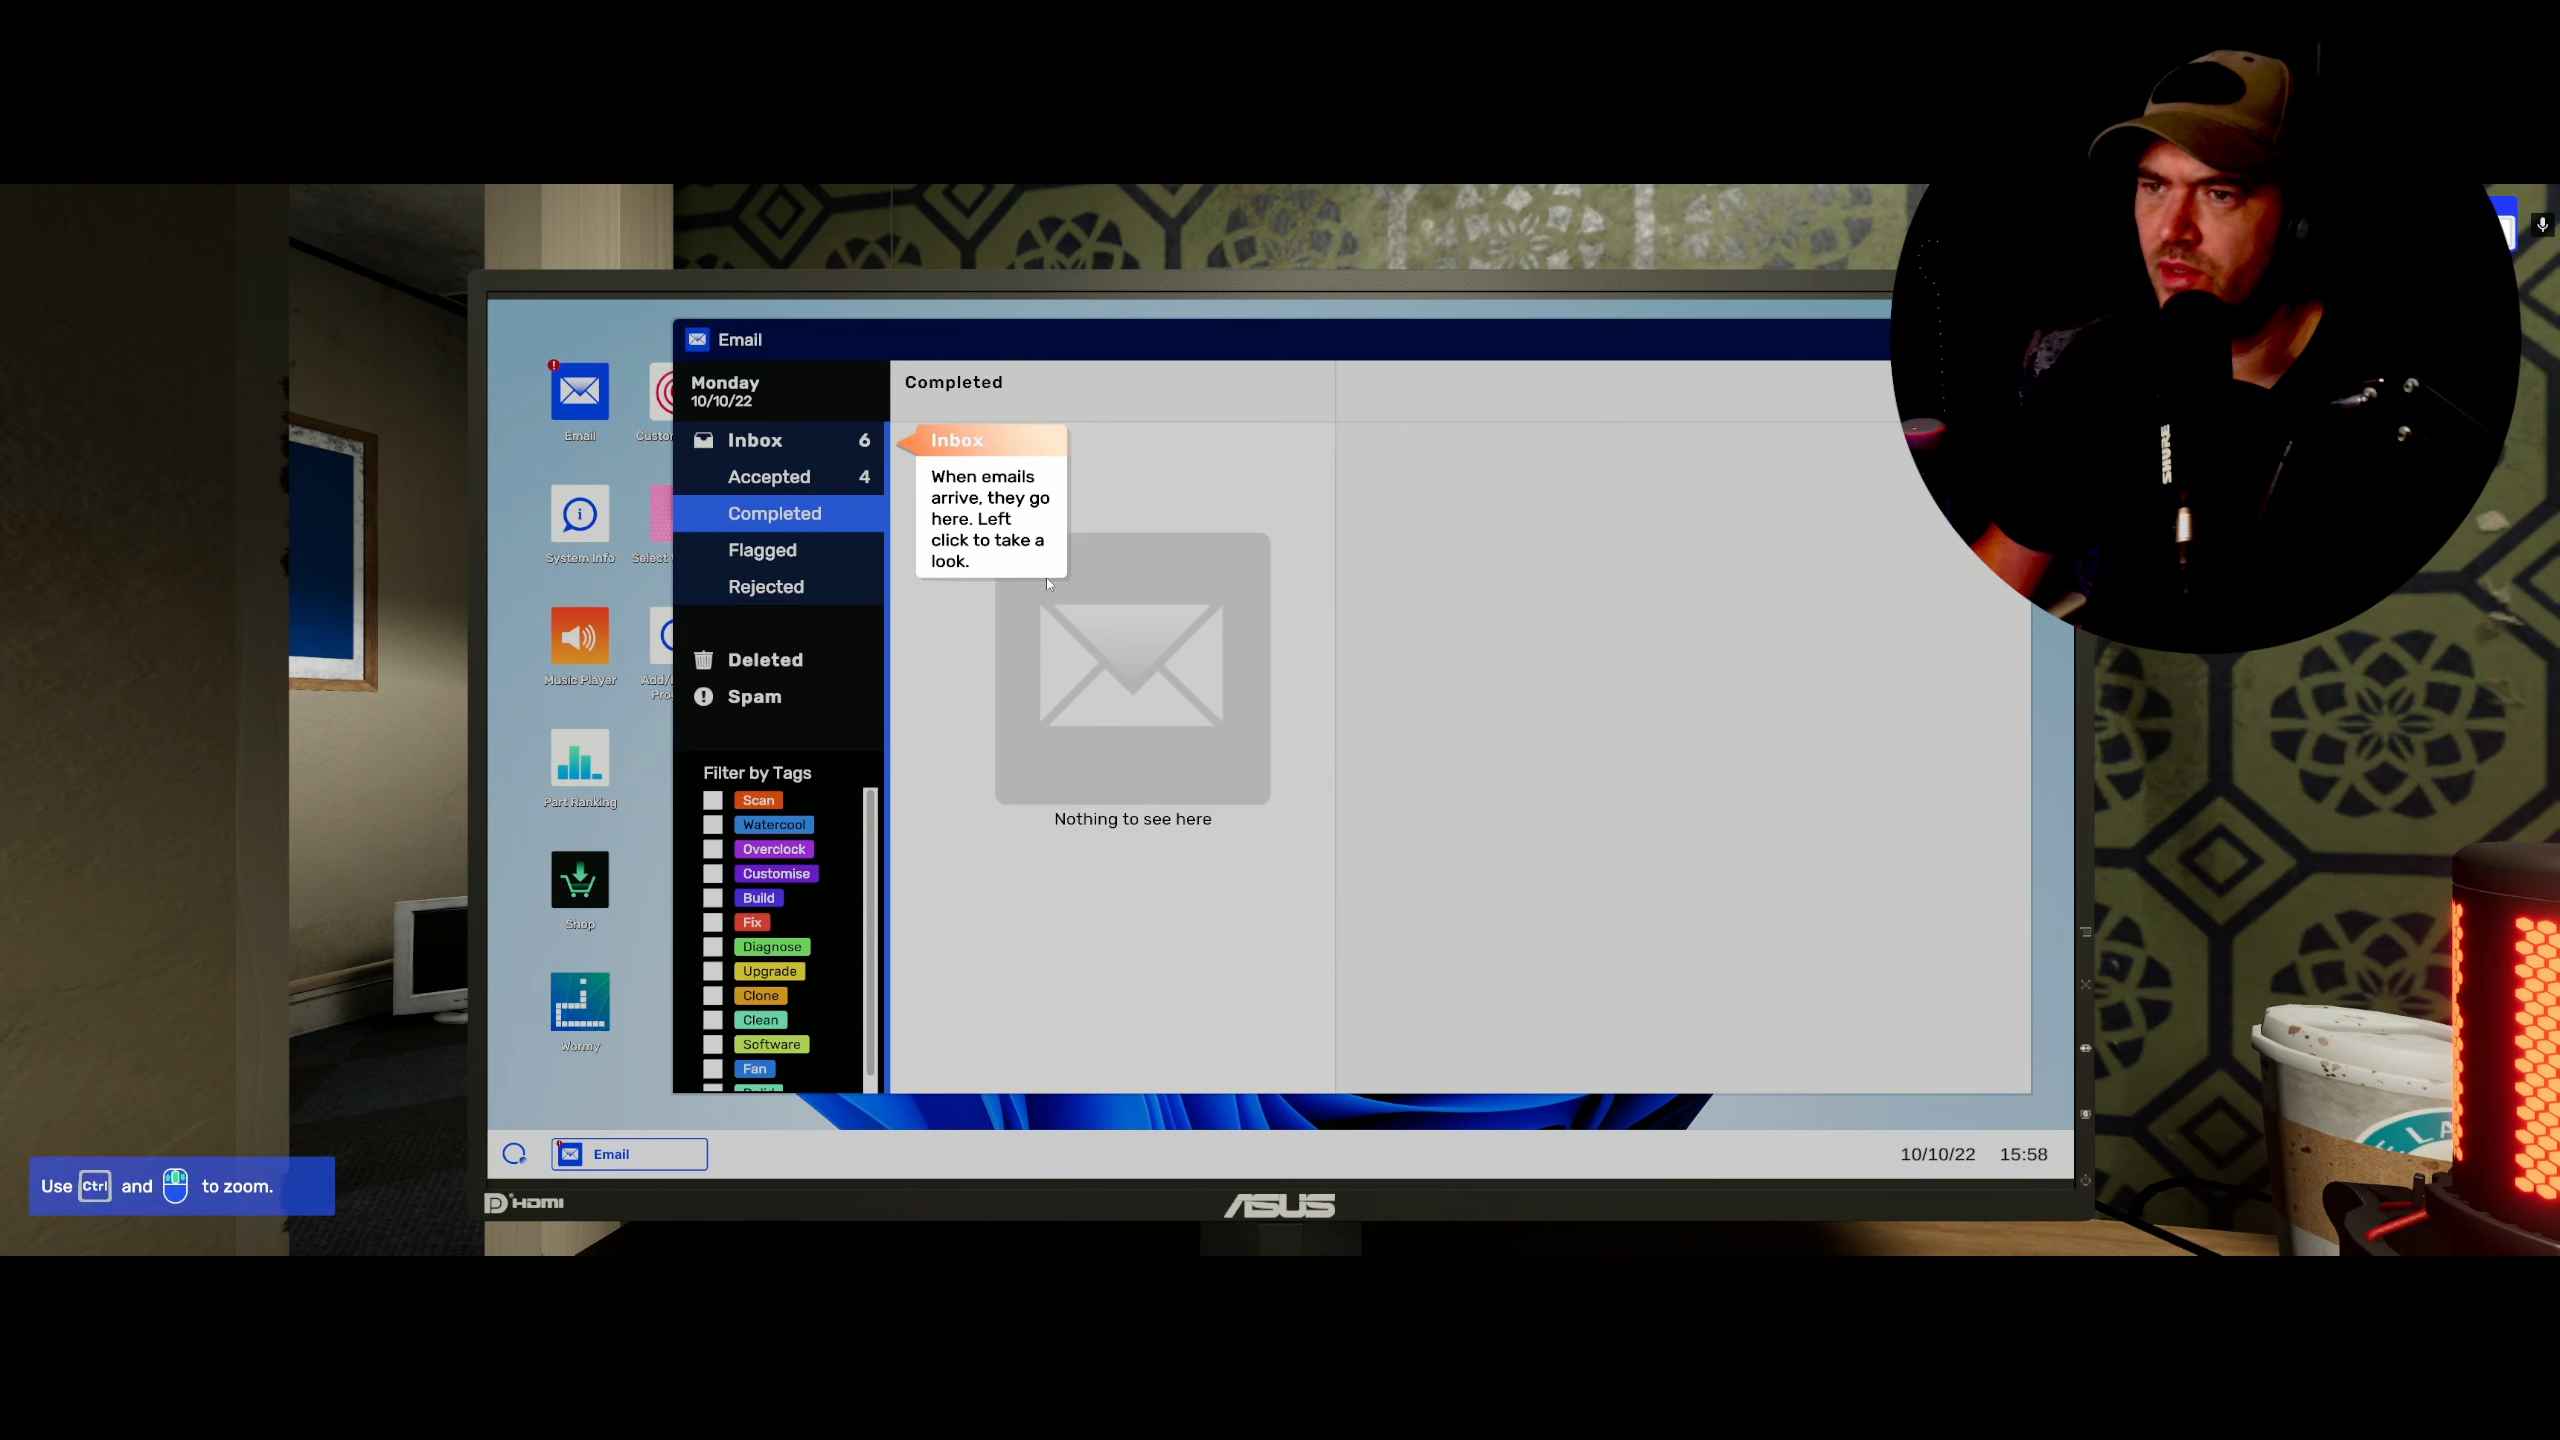 Email
Monday
10/10/22
Completed
Inbox 6
Accepted 4
Completed
Flagged
Rejected
Deleted
Spam
Inbox
When emails
arrive, they go
here. Left
click to take a
look.
Nothing to see here
Filter by Tags
Scan
Watercool
Overclock
Customise
Build
Fix
Diagnose
Upgrade
Clone
Clean
Software
Fan
Email
System Info
Select
Music Player
Add/
Part Ranking
Shop
Wormy
Email
10/10/22 15:58
Use Ctrl and to zoom.
HDMI
ASUS
SHURE